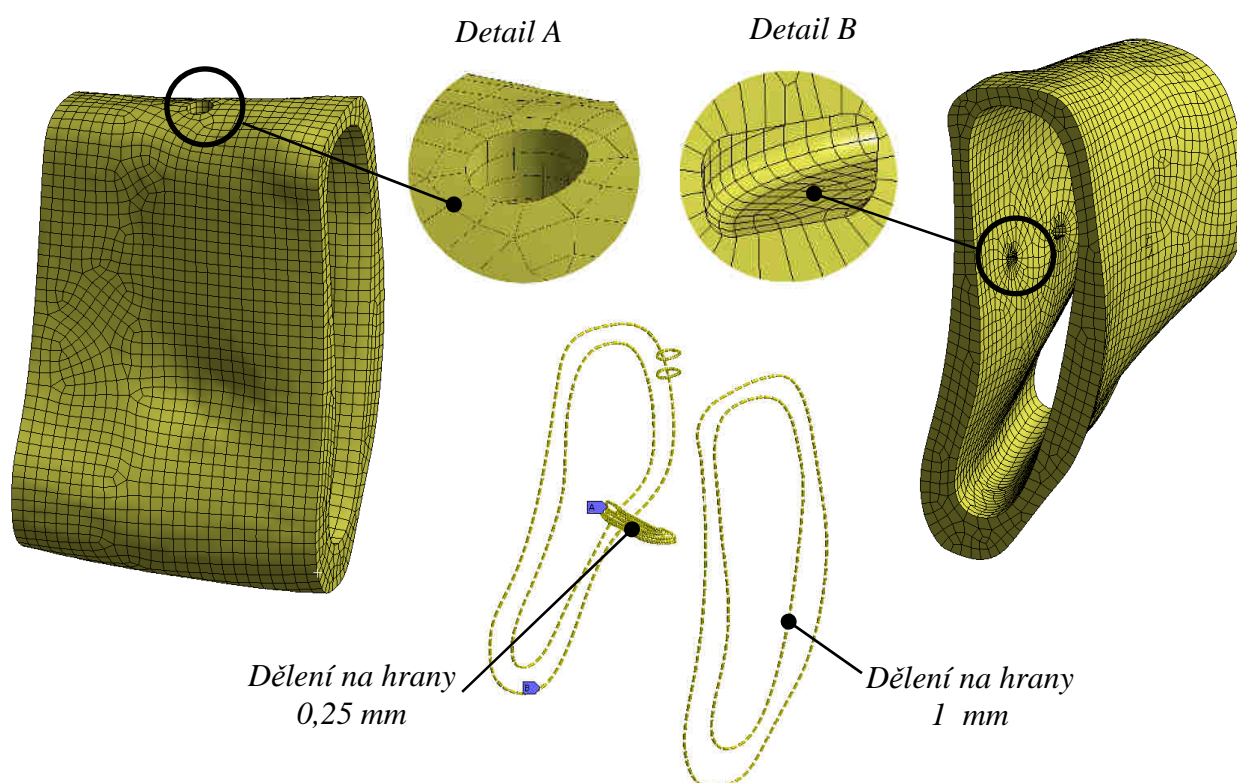 Detail A
Detail B
A
B
Dělení na hrany
0,25 mm
Dělení na hrany
1 mm